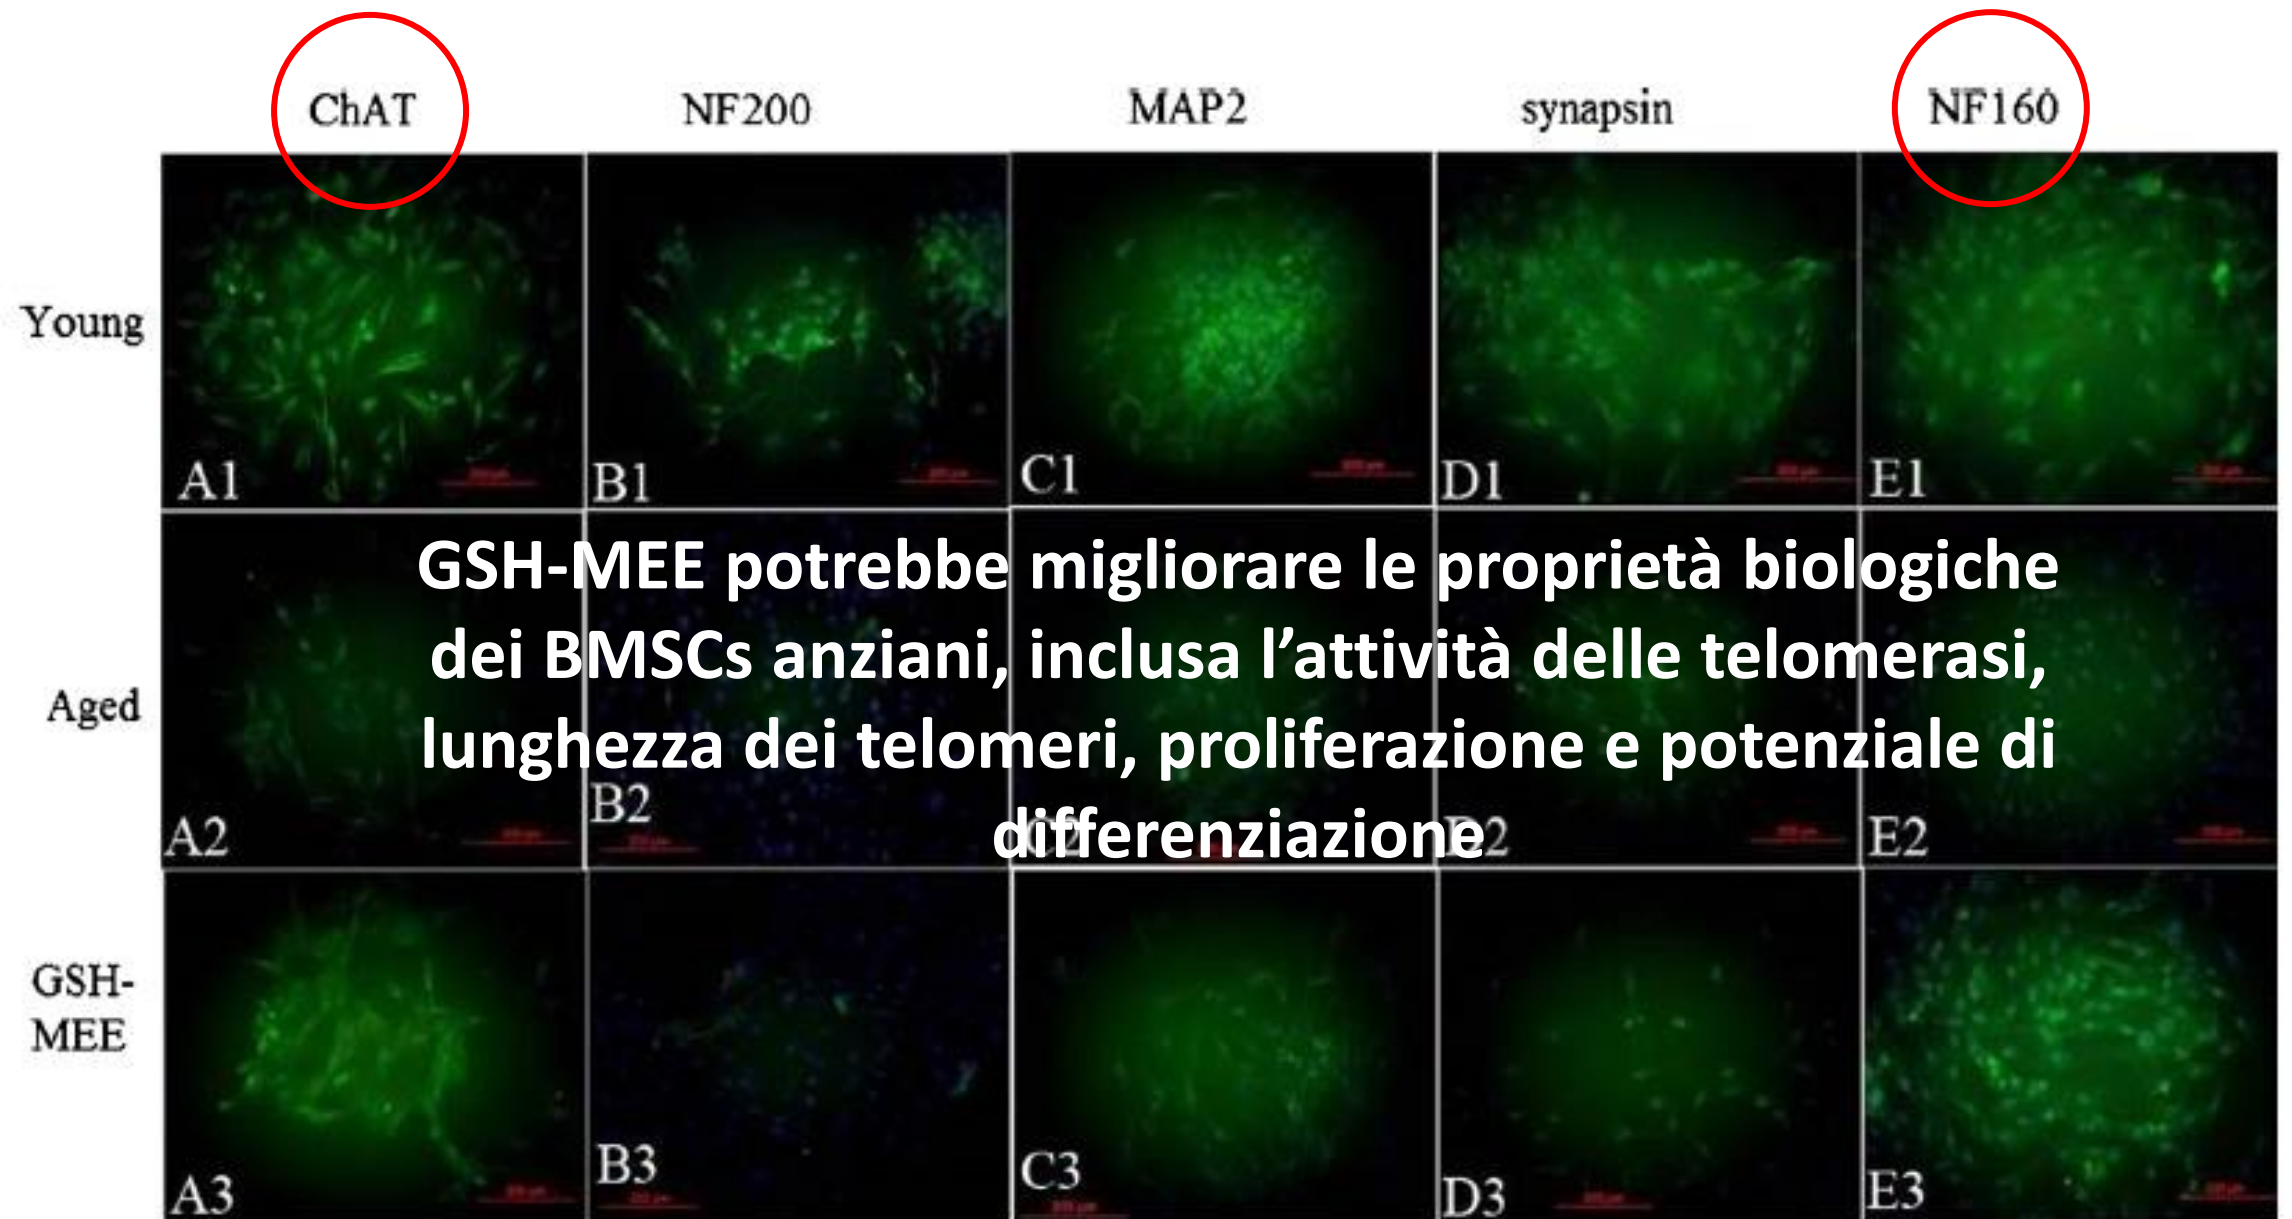 ChAT NF200 MAP2 synapsin NF160
Young
A1 B1 C1 D1 E1
GSH-MEE potrebbe migliorare le proprietà biologiche
dei BMSCs anziani, inclusa l’attività delle telomerasi,
Aged
lunghezza dei telomeri, proliferazione e potenziale di
differenziazione
A2 B2 C2 D2 E2
GSH-
MEE
A3 B3 C3 D3 E3